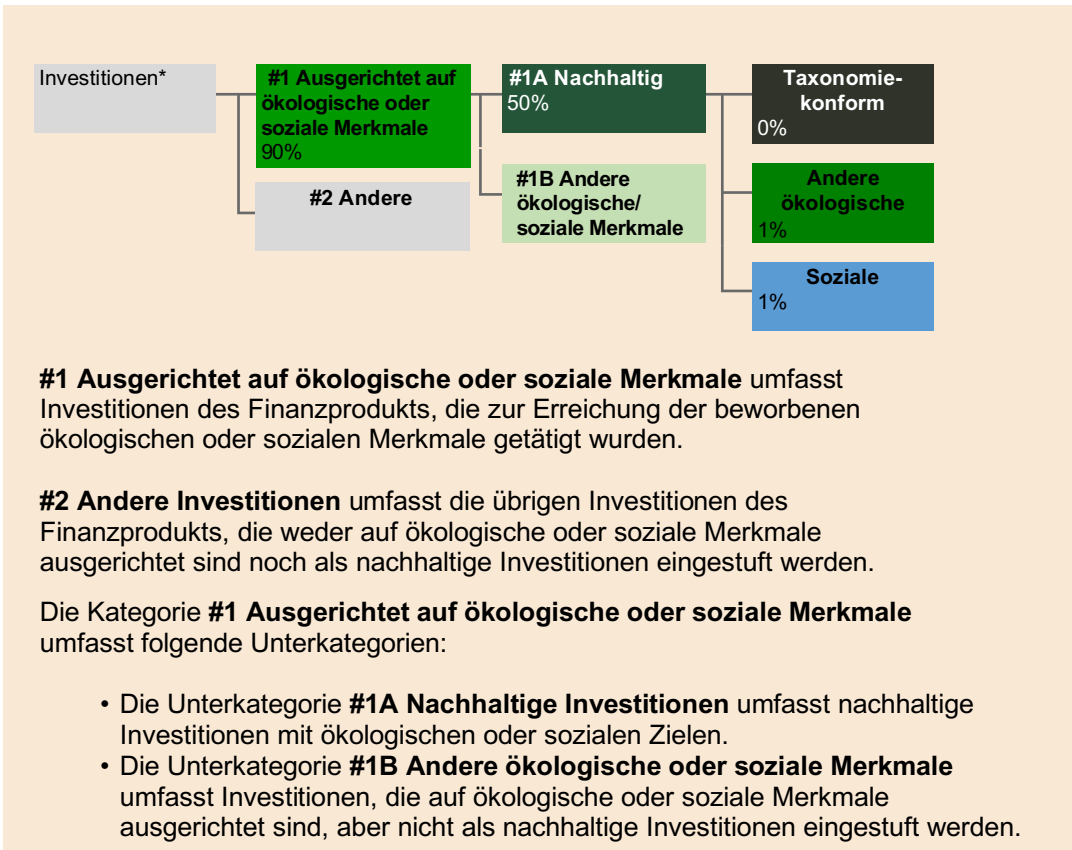 Investitionen*
#1 Ausgerichtet auf
ökologische oder
soziale Merkmale
90%
#2 Andere
#1A Nachhaltig
50%
#1B Andere
ökologische/
soziale Merkmale
Taxonomie-
konform
0%
Andere
ökologische
1%
Soziale
1%
#1 Ausgerichtet auf ökologische oder soziale Merkmale umfasst
Investitionen des Finanzprodukts, die zur Erreichung der beworbenen
ökologischen oder sozialen Merkmale getätigt wurden.
#2 Andere Investitionen umfasst die übrigen Investitionen des
Finanzprodukts, die weder auf ökologische oder soziale Merkmale
ausgerichtet sind noch als nachhaltige Investitionen eingestuft werden.
Die Kategorie #1 Ausgerichtet auf ökologische oder soziale Merkmale
umfasst folgende Unterkategorien:
• Die Unterkategorie #1A Nachhaltige Investitionen umfasst nachhaltige
Investitionen mit ökologischen oder sozialen Zielen.
• Die Unterkategorie #1B Andere ökologische oder soziale Merkmale
umfasst Investitionen, die auf ökologische oder soziale Merkmale
ausgerichtet sind, aber nicht als nachhaltige Investitionen eingestuft werden.